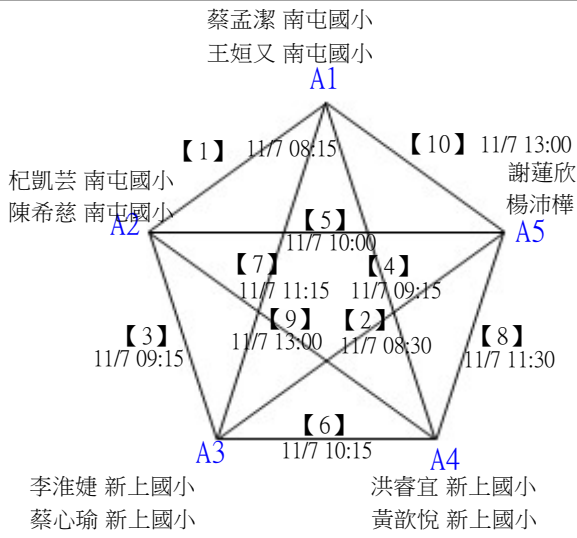 蔡孟潔 南屯國小
王姮又 南屯國小
A1
【1】 11/7 08:15
【10】 11/7 13:00
杞凱芸 南屯國小
陳希慈 南屯國小
A2
謝蓮欣
楊沛樺
A5
【5】
11/7 10:00
【7】
11/7 11:15
【4】
11/7 09:15
【3】
11/7 09:15
【9】
11/7 13:00
【2】
11/7 08:30
【8】
11/7 11:30
【6】
11/7 10:15
A3
A4
李淮婕 新上國小
蔡心瑜 新上國小
洪睿宜 新上國小
黃歆悅 新上國小